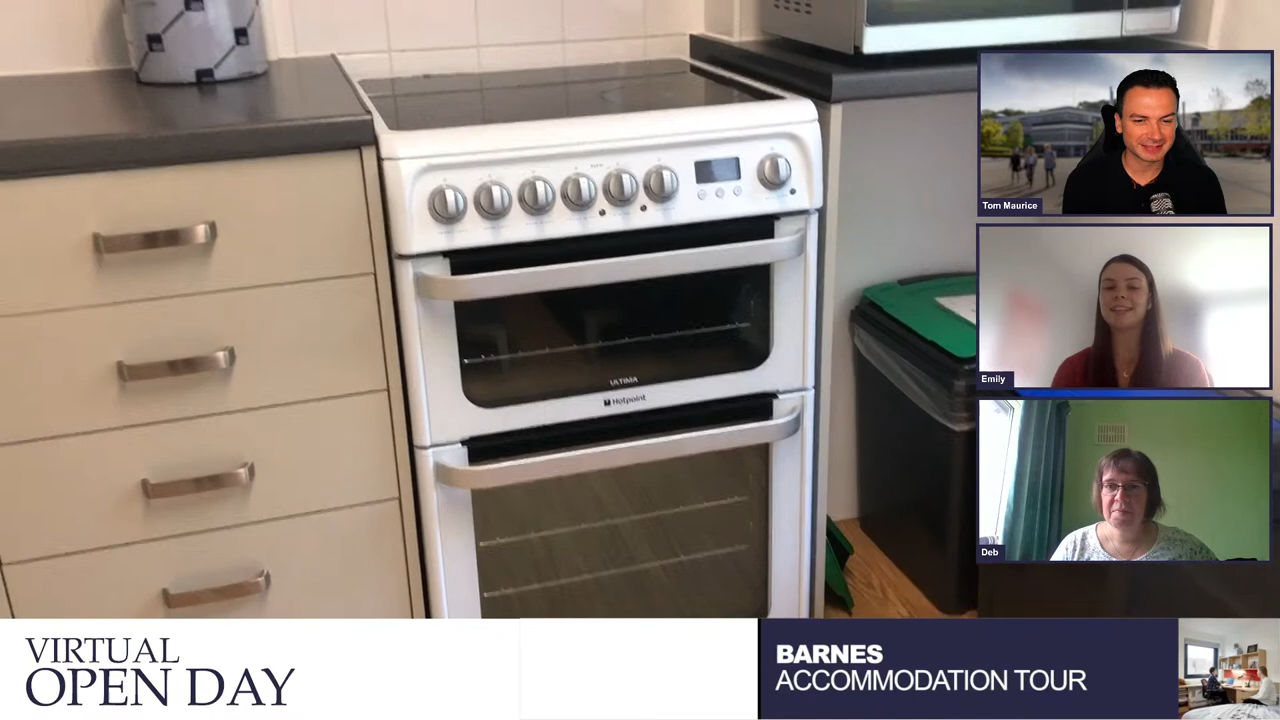 Tom Maurice
Emily
ULTIMA
Hotpoint
Deb
VIRTUAL
OPEN DAY
BARNES
ACCOMMODATION TOUR